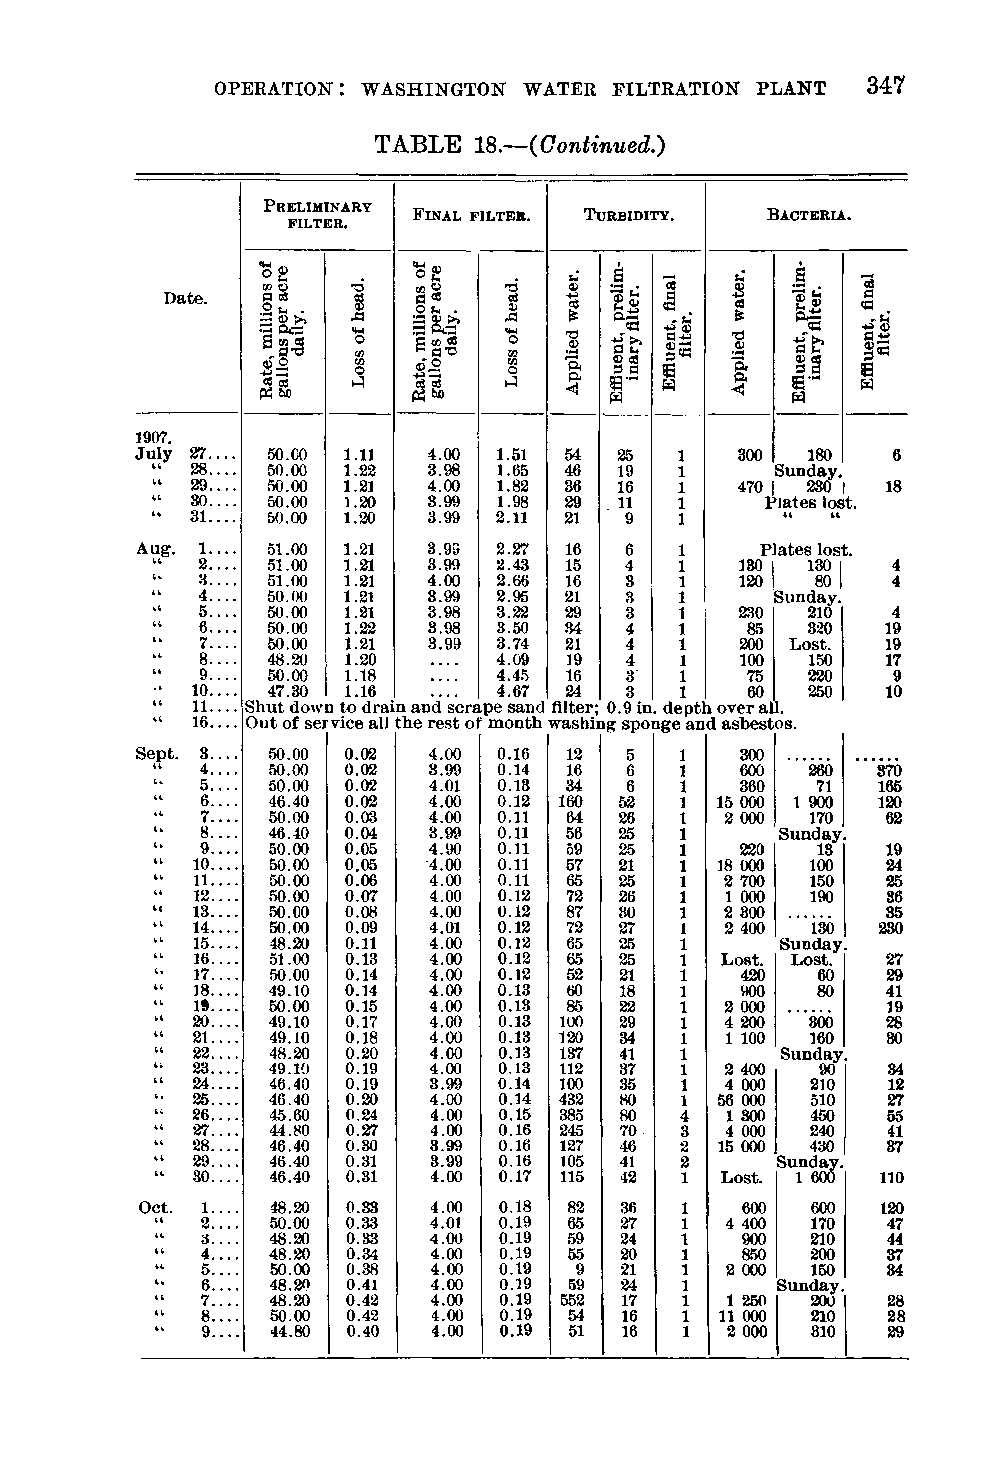 OPERATION: WASHINGTON WATER FILTRATION PLANT 347
TABLE 18.—(Continued.)
Date. PRELIMINARY FILTER. FINAL FILTER. TURBIDITY. BACTERIA.
Rate, millions of gallons per acre daily. Loss of head. Rate, millions of gallons per acre daily. Loss of head. Applied water. Effluent, prelim-inary filter. Effluent, final filter. Applied water. Effluent, prelim-inary filter. Effluent, final filter.
1907.
July 27.... 50.00 1.11 4.00 1.51 54 25 1 300 180 6
“ 28.... 50.00 1.22 3.98 1.65 46 19 1 Sunday.
“ 29.... 50.00 1.21 4.00 1.82 36 16 1 470 230 18
“ 30.... 50.00 1.20 3.99 1.98 29 11 1 Plates lost.
“ 31.... 50.00 1.20 3.99 2.11 21 9 1 “ “
Aug. 1.... 51.00 1.21 3.98 2.27 16 6 1 Plates lost.
“ 2.... 51.00 1.21 3.99 2.43 15 4 1 130 130 4
“ 3.... 51.00 1.21 4.00 2.66 16 3 1 120 80 4
“ 4.... 50.00 1.21 3.99 2.95 21 3 1 Sunday.
“ 5.... 50.00 1.21 3.98 3.22 29 3 1 230 210 4
“ 6.... 50.00 1.22 3.98 3.50 34 4 1 85 320 19
“ 7.... 50.00 1.21 3.99 3.74 21 4 1 200 Lost. 19
“ 8.... 48.20 1.20 .... 4.09 19 4 1 100 150 17
“ 9.... 50.00 1.18 .... 4.45 16 3 1 75 220 9
“ 10.... 47.30 1.16 .... 4.67 24 3 1 60 250 10
“ 11.... Shut down to drain and scrape sand filter; 0.9 in. depth over all.
“ 16.... Out of service all the rest of month washing sponge and asbestos.
Sept. 3.... 50.00 0.02 4.00 0.16 12 5 1 300 ...... ......
“ 4.... 50.00 0.02 3.99 0.14 16 6 1 600 260 370
“ 5.... 50.00 0.02 4.01 0.13 34 6 1 360 71 165
“ 6.... 46.40 0.02 4.00 0.12 160 52 1 15 000 1 900 120
“ 7.... 50.00 0.03 4.00 0.11 64 26 1 2 000 170 62
“ 8.... 46.40 0.04 3.99 0.11 56 25 1 Sunday.
“ 9.... 50.00 0.05 4.90 0.11 59 25 1 220 13 19
“ 10.... 50.00 0.05 4.00 0.11 57 21 1 18 000 100 24
“ 11.... 50.00 0.06 4.00 0.11 65 25 1 2 700 150 25
“ 12.... 50.00 0.07 4.00 0.12 72 26 1 1 000 190 36
“ 13.... 50.00 0.08 4.00 0.12 87 30 1 2 300 ...... 35
“ 14.... 50.00 0.09 4.01 0.12 72 27 1 2 400 130 230
“ 15.... 48.20 0.11 4.00 0.12 65 25 1 Sunday.
“ 16.... 51.00 0.13 4.00 0.12 65 25 1 Lost. Lost. 27
“ 17.... 50.00 0.14 4.00 0.12 52 21 1 420 60 29
“ 18.... 49.10 0.14 4.00 0.13 60 18 1 900 80 41
“ 19.... 50.00 0.15 4.00 0.13 85 22 1 2 000 ...... 19
“ 20.... 49.10 0.17 4.00 0.13 100 29 1 4 200 300 28
“ 21.... 49.10 0.18 4.00 0.13 120 34 1 1 100 160 30
“ 22.... 48.20 0.20 4.00 0.13 137 41 1 Sunday.
“ 23.... 49.10 0.19 4.00 0.13 112 37 1 2 400 90 34
“ 24.... 46.40 0.19 3.99 0.14 100 35 1 4 000 210 12
“ 25.... 46.40 0.20 4.00 0.14 432 80 1 56 000 510 27
“ 26.... 45.60 0.24 4.00 0.15 385 80 4 1 300 450 55
“ 27.... 44.80 0.27 4.00 0.16 245 70 3 4 000 240 41
“ 28.... 46.40 0.30 3.99 0.16 127 46 2 15 000 430 37
“ 29.... 46.40 0.31 3.99 0.16 105 41 2 Sunday.
“ 30.... 46.40 0.31 4.00 0.17 115 42 1 Lost. 1 600 110
Oct. 1.... 48.20 0.33 4.00 0.18 82 36 1 600 600 120
“ 2.... 50.00 0.33 4.01 0.19 65 27 1 4 400 170 47
“ 3.... 48.20 0.33 4.00 0.19 59 24 1 900 210 44
“ 4.... 48.20 0.34 4.00 0.19 55 20 1 850 200 37
“ 5.... 50.00 0.38 4.00 0.19 9 21 1 2 000 150 34
“ 6.... 48.20 0.41 4.00 0.19 59 24 1 Sunday.
“ 7.... 48.20 0.42 4.00 0.19 552 17 1 1 250 200 28
“ 8.... 50.00 0.42 4.00 0.19 54 16 1 11 000 210 28
“ 9.... 44.80 0.40 4.00 0.19 51 16 1 2 000 310 29